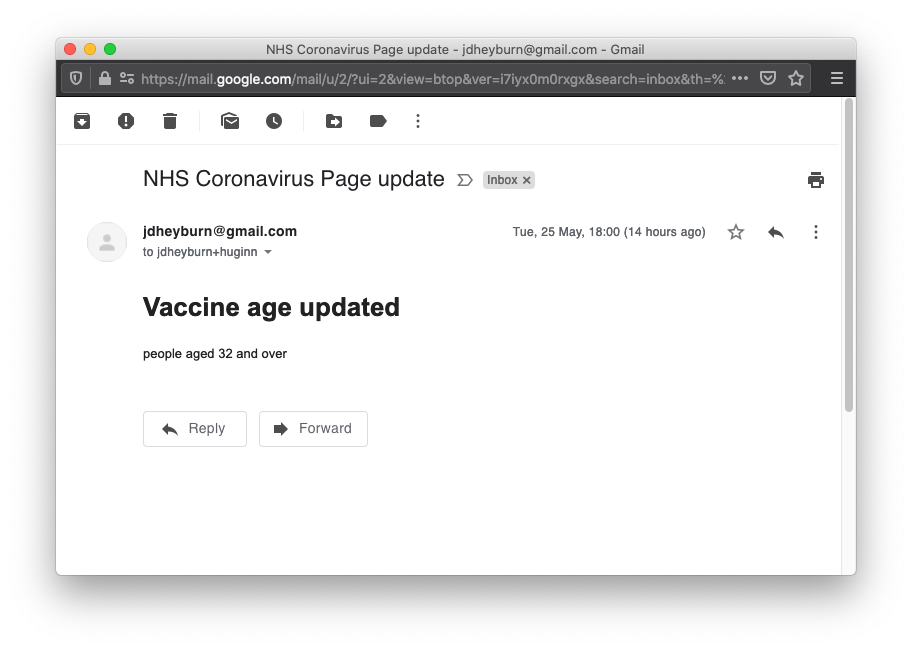 NHS Coronavirus Page update - jdheyburn@gmail.com - Gmail
https://mail.google.com/mail/u/2/?ui=2&view=btop&ver=i7iyx0m0rxgx&search=inbox&th=%
NHS Coronavirus Page update Inbox ×
jdheyburn@gmail.com Tue, 25 May, 18:00 (14 hours ago)
to jdheyburn+huginn
Vaccine age updated
people aged 32 and over
Reply Forward